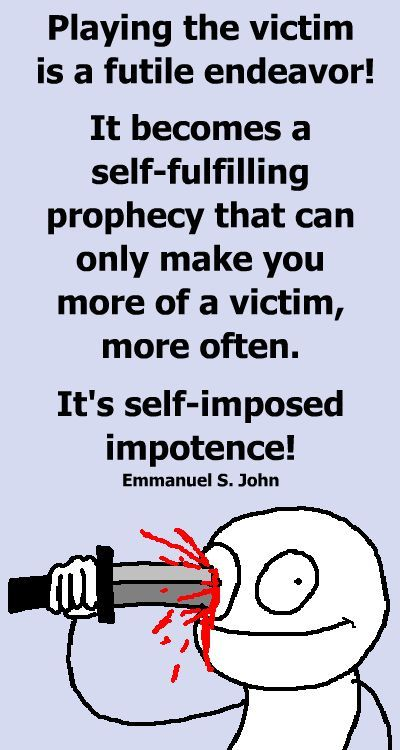 Playing the victim
is a futile endeavor!
It becomes a
self-fulfilling
prophecy that can
only make you
more of a victim,
more often.
It's self-imposed
impotence!
Emmanuel S. John